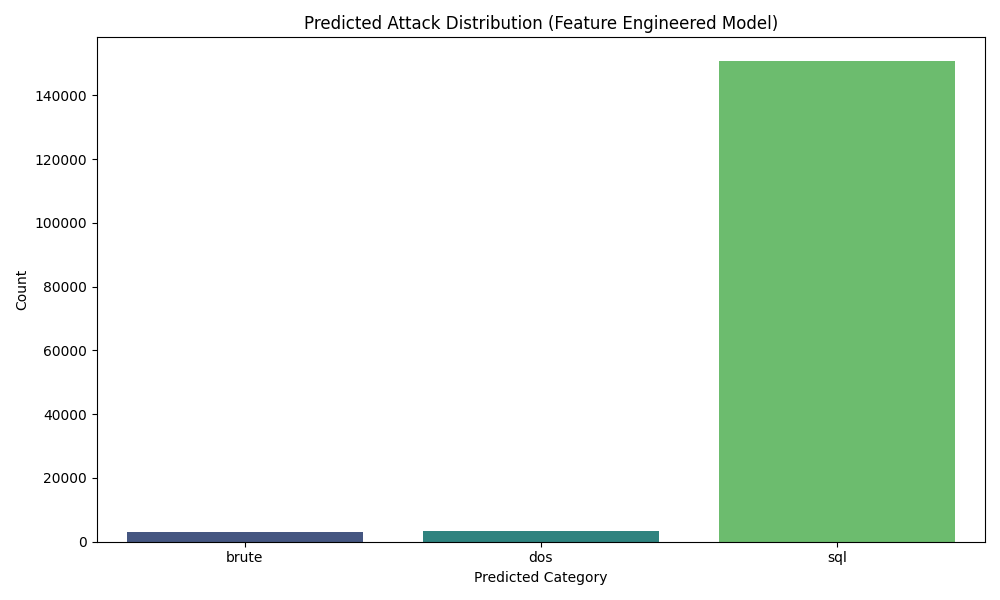 Predicted Attack Distribution (Feature Engineered Model)
140000
120000
100000
80000
60000
40000
20000
0
Count
brute dos sql
Predicted Category